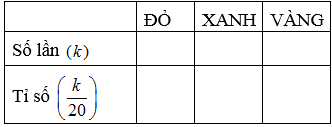 ĐỎ XANH VÀNG
Số lần (k)
Tỉ số (k/20)